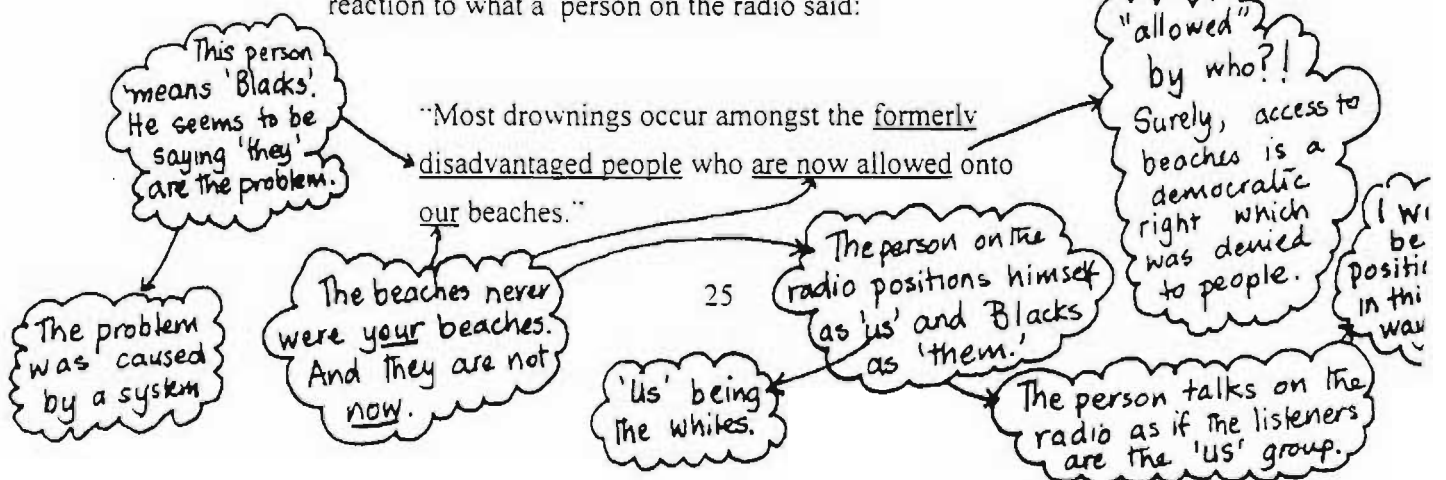 reaction to what a person on the radio said:
This person
means 'Blacks'.
He seems to be
saying 'they'
are the problem.
"Most drownings occur amongst the formerly
disadvantaged people who are now allowed onto
our beaches."
"allowed"
by who?!
Surely, access to
beaches is a
democratic
right which
was denied
to people.
The problem
was caused
by a system
The beaches never
were your beaches.
And they are not
now.
25
The person on the
radio positions himself
as 'us' and Blacks
as 'them.'
'Us' being
the whites.
The person talks on the
radio as if the listeners
are the 'us' group.
I
be
in